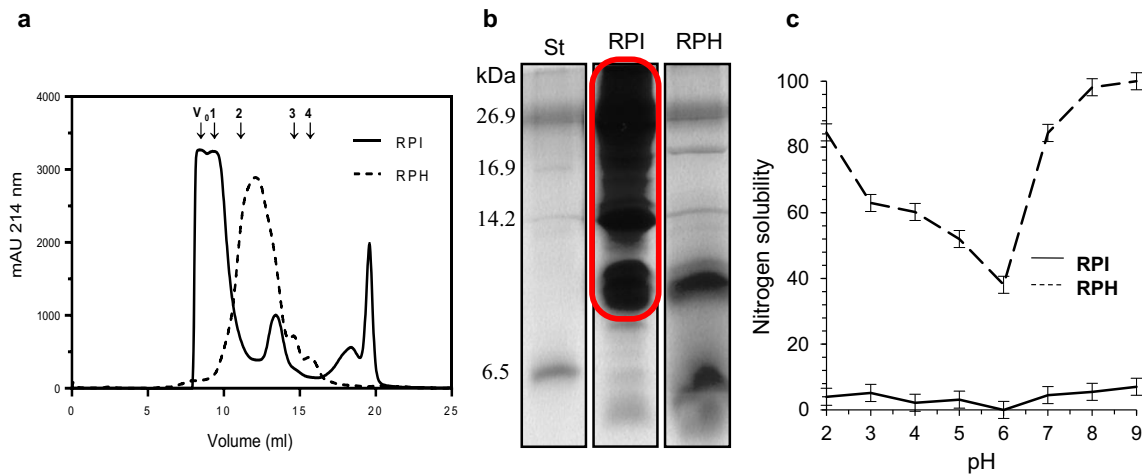 a
4000
3000
2000
1000
0
mAU 214 nm
V0 1 2 3 4
RPI
RPH
0 5 10 15 20 25
Volume (ml)
b
St RPI RPH
kDa
26.9
16.9
14.2
6.5
c
100
80
60
40
20
0
Nitrogen solubility
RPI
RPH
2 3 4 5 6 7 8 9
pH